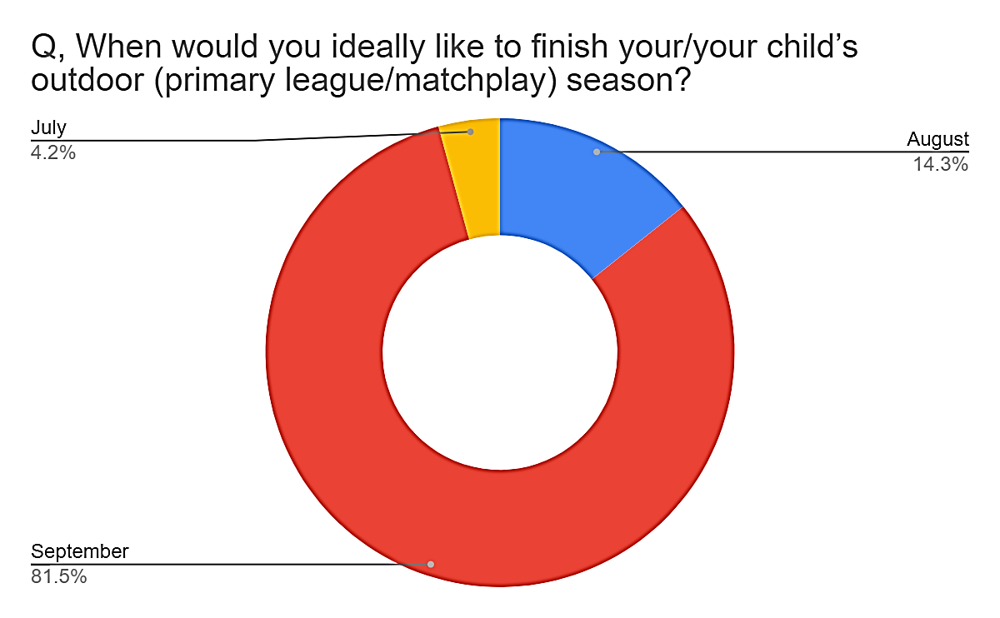 Q, When would you ideally like to finish your/your child’s
outdoor (primary league/matchplay) season?
July
4.2%
August
14.3%
September
81.5%